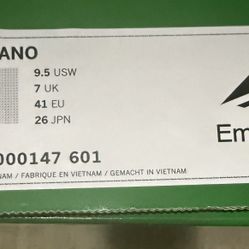 ANO
9.5 USW
7 UK
41 EU
26 JPN
Em
000147 601
NAM / FABRIQUE EN VIETNAM / GEMACHT IN VIETNAM